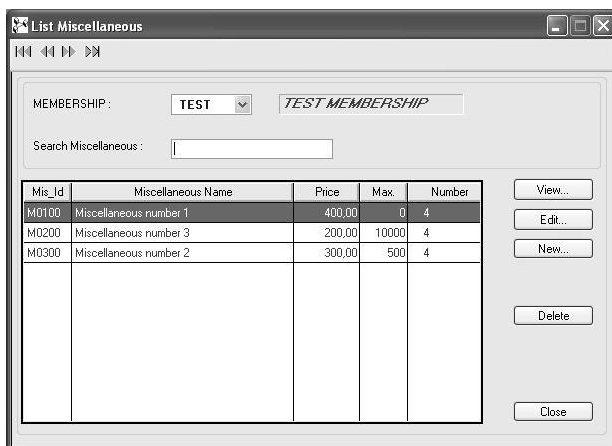 List Miscellaneous
MEMBERSHIP : TEST TEST MEMBERSHIP
Search Miscellaneous :
Mis_Id Miscellaneous Name Price Max. Number
M0100 Miscellaneous number 1 400,00 0 4
M0200 Miscellaneous number 3 200,00 10000 4
M0300 Miscellaneous number 2 300,00 500 4
View...
Edit...
New...
Delete
Close